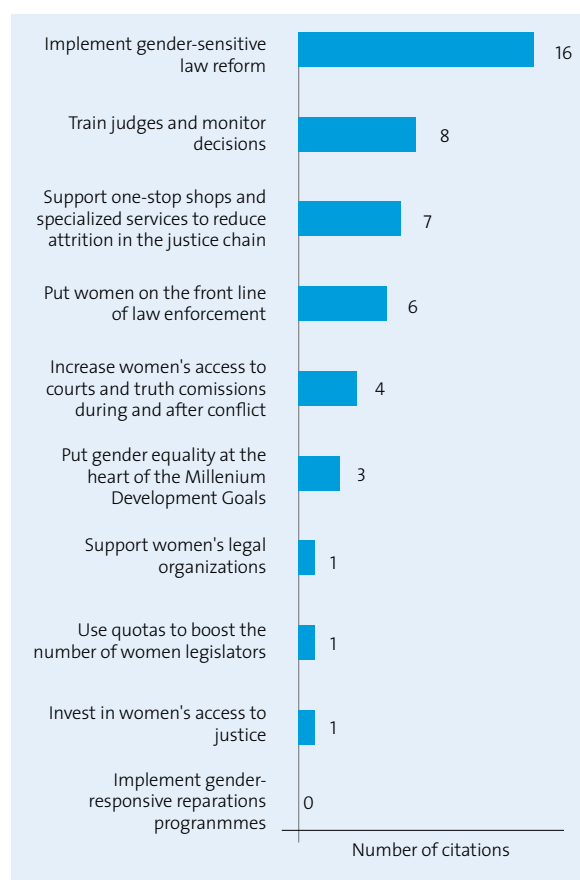 Implement gender-sensitive
law reform
16
Train judges and monitor
decisions
8
Support one-stop shops and
specialized services to reduce
attrition in the justice chain
7
Put women on the front line
of law enforcement
6
Increase women's access to
courts and truth comissions
during and after conflict
4
Put gender equality at the
heart of the Millenium
Development Goals
3
Support women's legal
organizations
1
Use quotas to boost the
number of women legislators
1
Invest in women's access to
justice
1
Implement gender-
responsive reparations
progranmmes
0
Number of citations